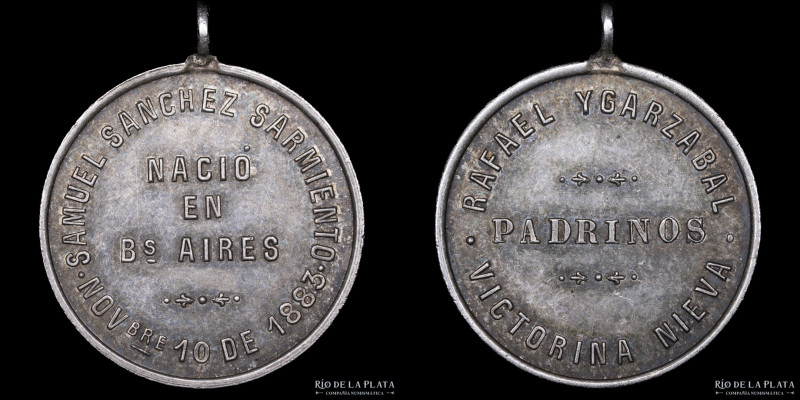 SAMUEL SANCHEZ SARMIENTO
NACIÓ
EN
Bs AIRES
· NOVBRE 10 DE 1883 ·
· RAFAEL YGARZABAL ·
PADRINOS
VICTORINA NIEVA
RÍO DE LA PLATA
COMPAÑÍA NUMISMÁTICA
RÍO DE LA PLATA
COMPAÑÍA NUMISMÁTICA